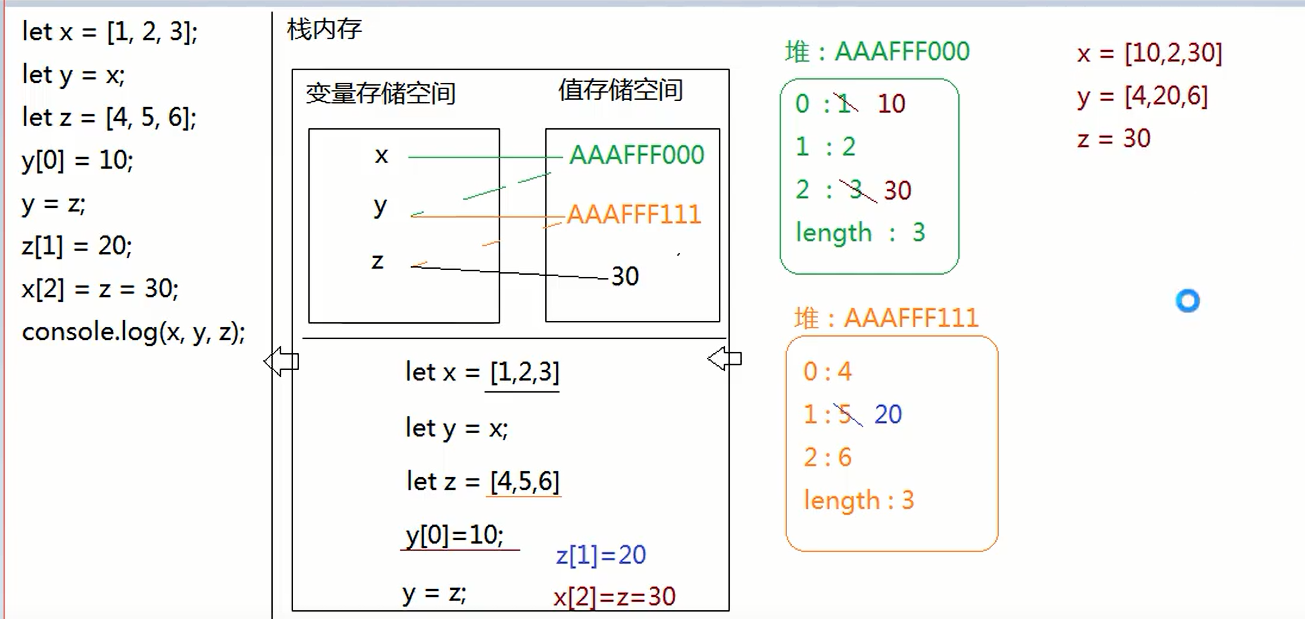 let x = [1, 2, 3];
let y = x;
let z = [4, 5, 6];
y[0] = 10;
y = z;
z[1] = 20;
x[2] = z = 30;
console.log(x, y, z);
栈内存
变量存储空间
值存储空间
x
AAAFFF000
y
AAAFFF111
z
30
let x = [1,2,3]
let y = x;
let z = [4,5,6]
y[0]=10;
z[1]=20
y = z;
x[2]=z=30
堆：AAAFFF000
0 : 1 10
1 : 2
2 : 3 30
length : 3
堆：AAAFFF111
0 : 4
1 : 5 20
2 : 6
length : 3
x = [10,2,30]
y = [4,20,6]
z = 30